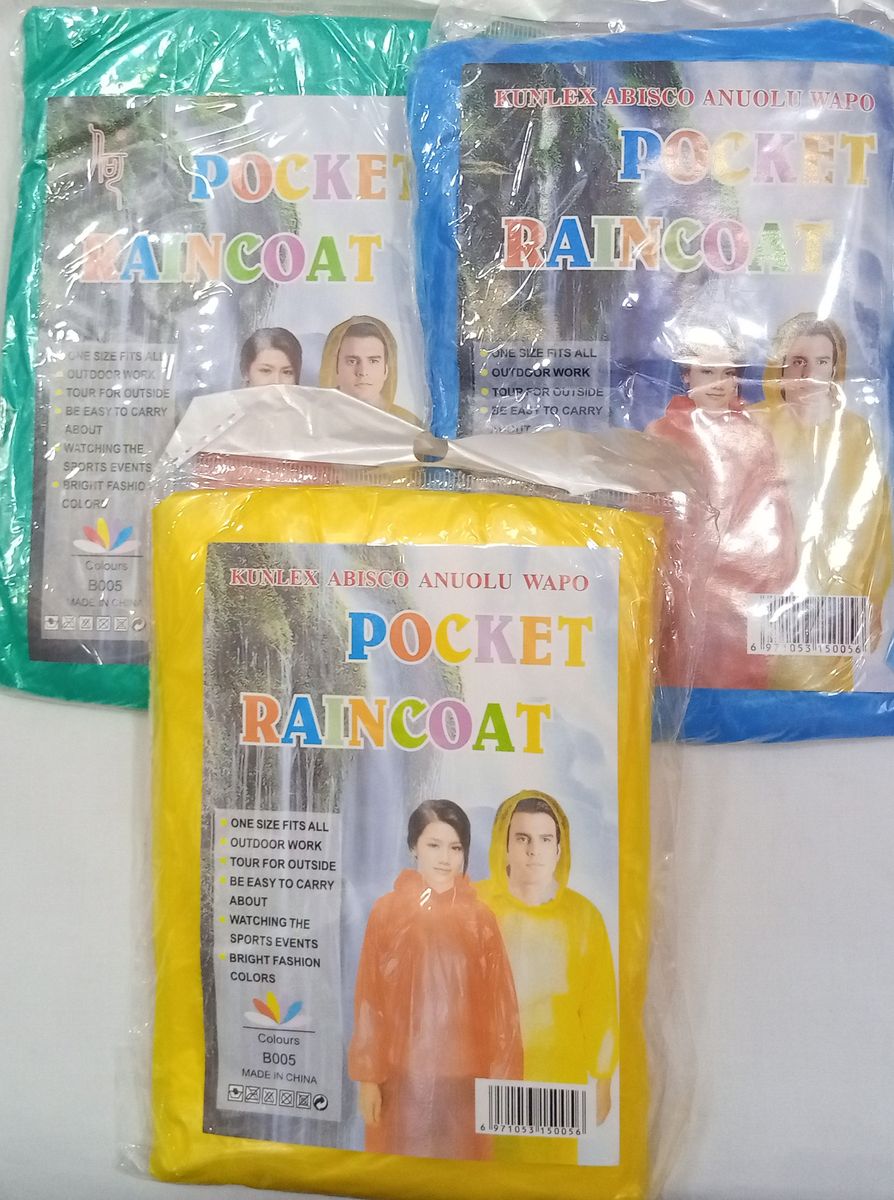 POCKET
RAINCOAT
ONE SIZE FITS ALL
OUTDOOR WORK
TOUR FOR OUTSIDE
BE EASY TO CARRY
ABOUT
WATCHING THE
SPORTS EVENTS
BRIGHT FASHIO
COLORS
Colours
B005
MADE IN CHINA
KUNLEX ABISCO ANUOLU WAPO
POCKET
RAINCOAT
ONE SIZE FITS ALL
OUTDOOR WORK
TOUR FOR OUTSIDE
BE EASY TO CARRY
ABOUT
6 971053 150056
KUNLEX ABISCO ANUOLU WAPO
POCKET
RAINCOAT
ONE SIZE FITS ALL
OUTDOOR WORK
TOUR FOR OUTSIDE
BE EASY TO CARRY
ABOUT
WATCHING THE
SPORTS EVENTS
BRIGHT FASHION
COLORS
Colours
B005
MADE IN CHINA
6 971053 150056